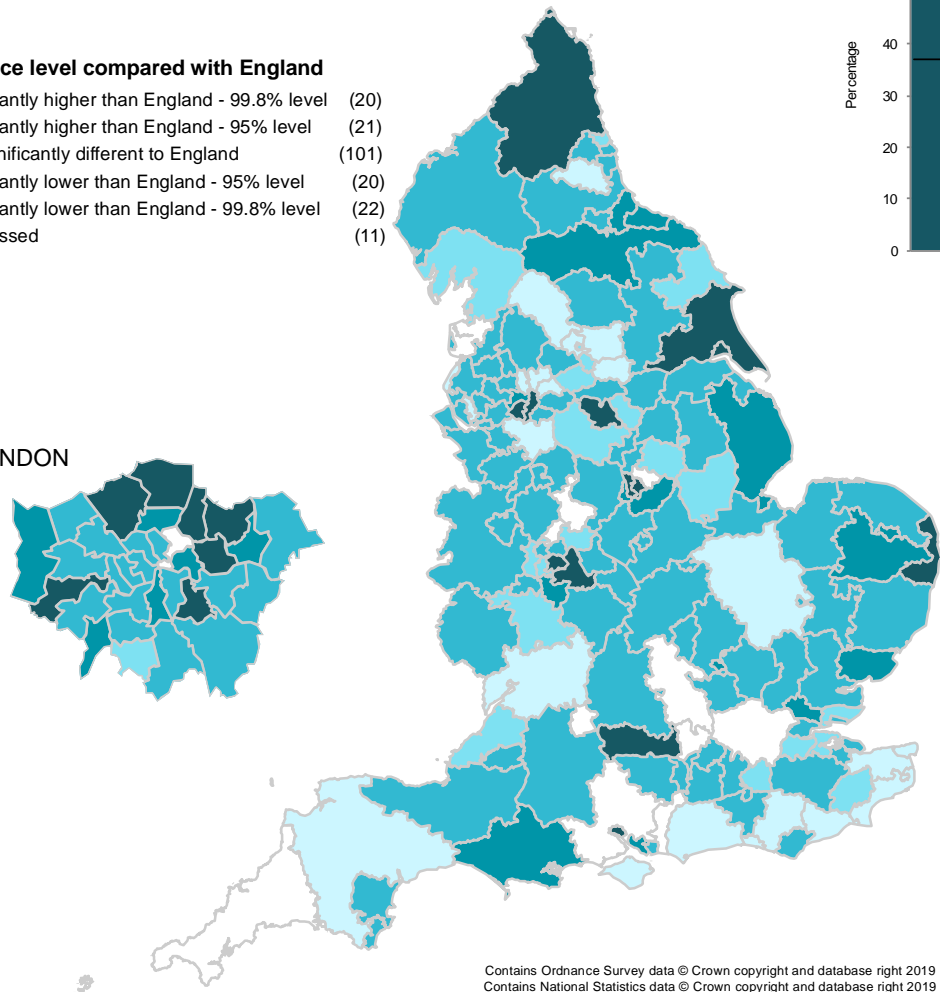 ce level compared with England
antly higher than England - 99.8% level (20)
antly higher than England - 95% level (21)
nificantly different to England (101)
antly lower than England - 95% level (20)
antly lower than England - 99.8% level (22)
ssed (11)
Percentage
40
30
20
10
0
NDON
Contains Ordnance Survey data © Crown copyright and database right 2019
Contains National Statistics data © Crown copyright and database right 2019